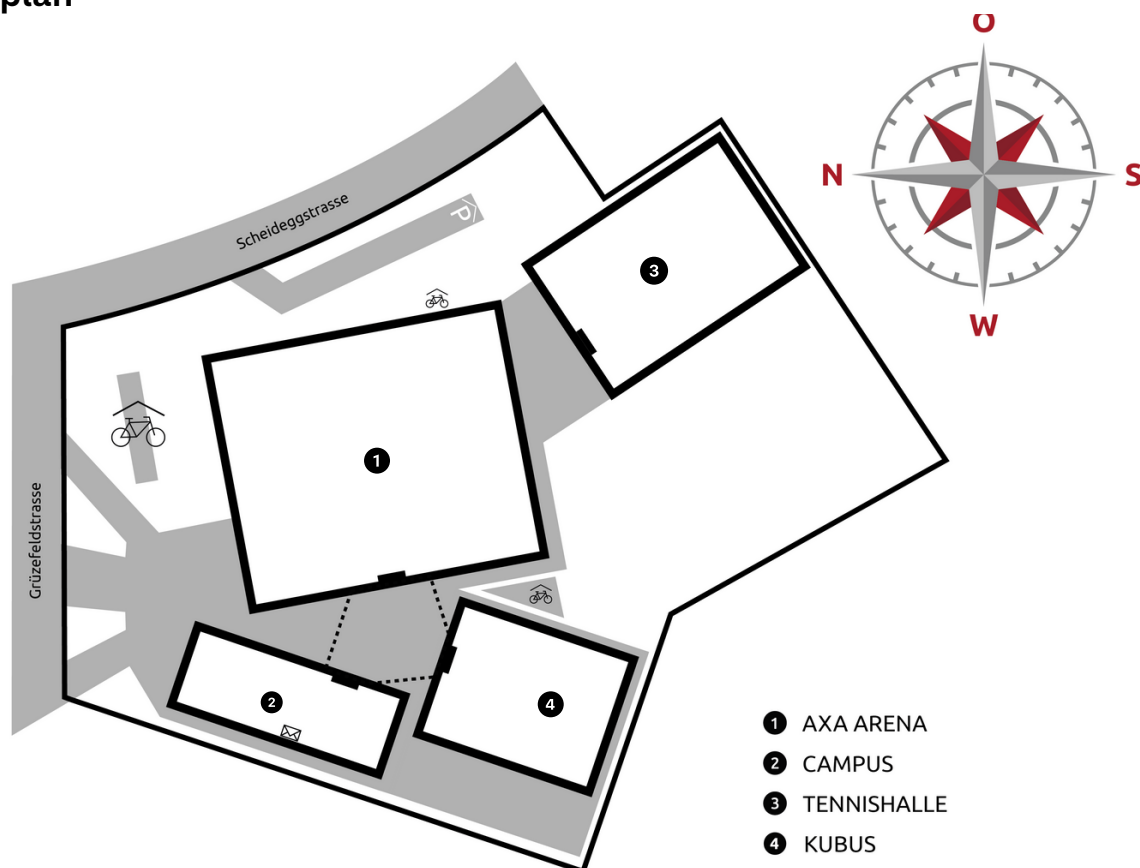 plan
O
N
S
W
Scheideggstrasse
P
Grüzefeldstrasse
1
2
3
4
1 AXA ARENA
2 CAMPUS
3 TENNISHALLE
4 KUBUS